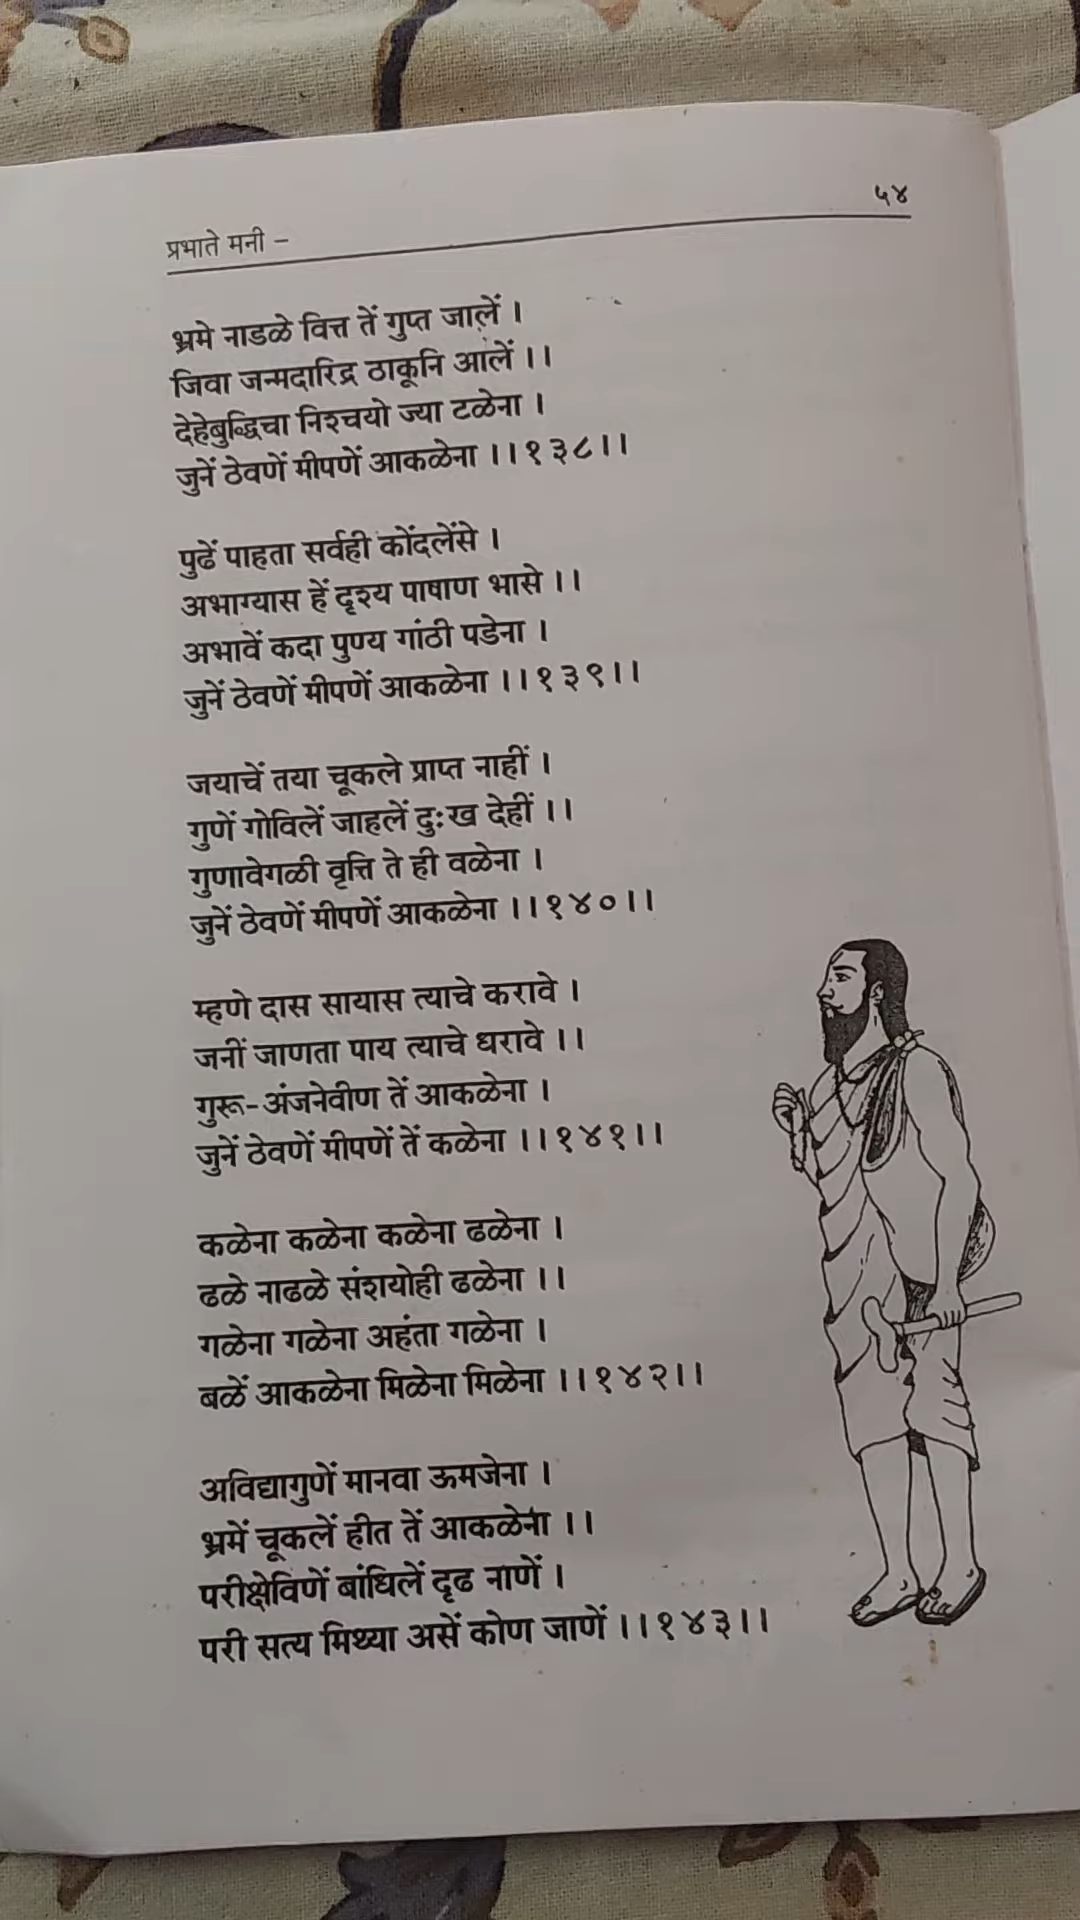 ५४
प्रभाते मनी –
भ्रमे नाडळे वित्त तें गुप्त जालें ।
जिवा जन्मदारिद्र ठाकूनि आलें ।।
देहेबुद्धिचा निश्चयो ज्या टळेना ।
जुनें ठेवणें मीपणें आकळेना ।।१३८।।
पुढें पाहता सर्वही कोंदलेंसे ।
अभाग्यास हें दृश्य पाषाण भासे ।।
अभावें कदा पुण्य गांठी पडेना ।
जुनें ठेवणें मीपणें आकळेना ।।१३९।।
जयाचें तया चूकले प्राप्त नाहीं ।
गुणें गोविलें जाहलें दुःख देहीं ।।
गुणावेगळी वृत्ति ते ही वळेना ।
जुनें ठेवणें मीपणें आकळेना ।।१४०।।
म्हणे दास सायास त्याचे करावे ।
जनीं जाणता पाय त्याचे धरावे ।।
गुरू-अंजनेवीण तें आकळेना ।
जुनें ठेवणें मीपणें तें कळेना ।।१४१।।
कळेना कळेना कळेना ढळेना ।
ढळे नाढळे संशयोही ढळेना ।।
गळेना गळेना अहंता गळेना ।
बळें आकळेना मिळेना मिळेना ।।१४२।।
अविद्यागुणें मानवा ऊमजेना ।
भ्रमें चूकलें हीत तें आकळेना ।।
परीक्षेविणें बांधिलें दृढ नाणें ।
परी सत्य मिथ्या असें कोण जाणें ।।१४३।।